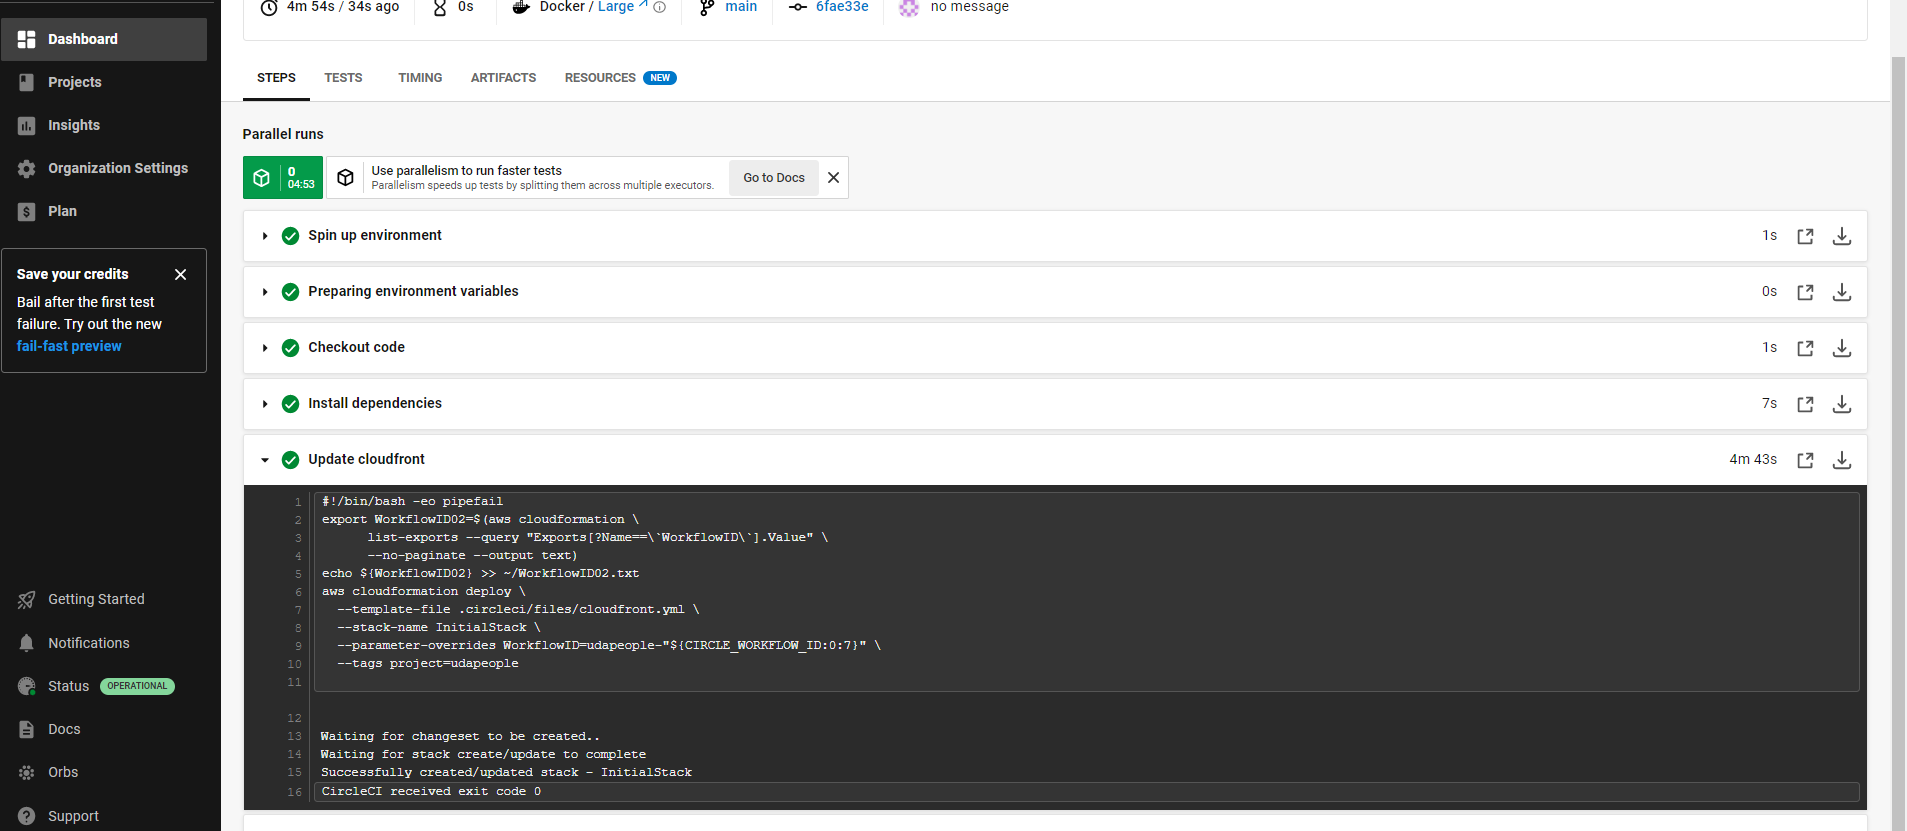 4m 54s / 34s ago
0s
Docker / Large
main
6fae33e
no message
Dashboard
Projects
Insights
Organization Settings
Plan
Save your credits
Bail after the first test
failure. Try out the new
fail-fast preview
Getting Started
Notifications
Status OPERATIONAL
Docs
Orbs
Support
STEPS
TESTS
TIMING
ARTIFACTS
RESOURCES NEW
Parallel runs
0
04:53
Use parallelism to run faster tests
Parallelism speeds up tests by splitting them across multiple executors.
Go to Docs
Spin up environment 1s
Preparing environment variables 0s
Checkout code 1s
Install dependencies 7s
Update cloudfront 4m 43s
1 #!/bin/bash -eo pipefail
2 export WorkflowID02=$(aws cloudformation \
3 list-exports --query "Exports[?Name==\`WorkflowID\`].Value" \
4 --no-paginate --output text)
5 echo ${WorkflowID02} >> ~/WorkflowID02.txt
6 aws cloudformation deploy \
7 --template-file .circleci/files/cloudfront.yml \
8 --stack-name InitialStack \
9 --parameter-overrides WorkflowID=udapeople-"${CIRCLE_WORKFLOW_ID:0:7}" \
10 --tags project=udapeople
11
12
13 Waiting for changeset to be created..
14 Waiting for stack create/update to complete
15 Successfully created/updated stack - InitialStack
16 CircleCI received exit code 0